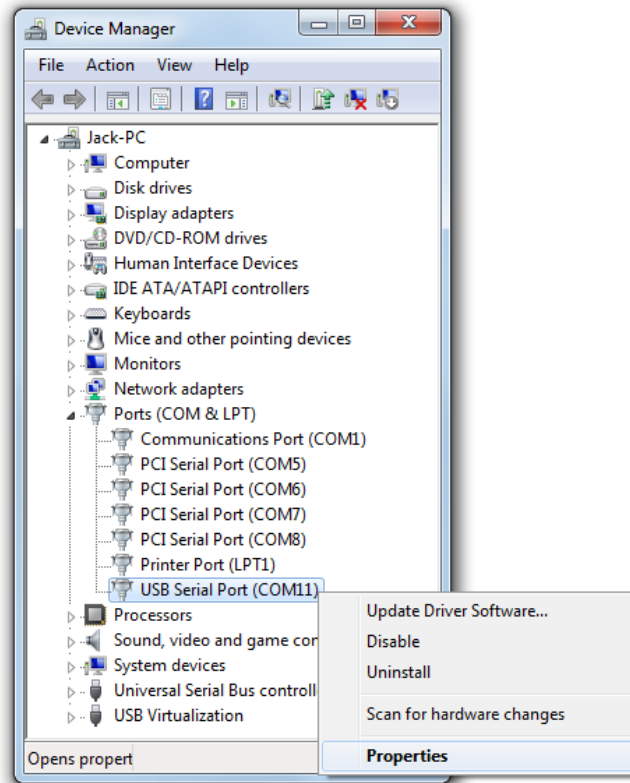 Device Manager
File Action View Help
Jack-PC
Computer
Disk drives
Display adapters
DVD/CD-ROM drives
Human Interface Devices
IDE ATA/ATAPI controllers
Keyboards
Mice and other pointing devices
Monitors
Network adapters
Ports (COM & LPT)
Communications Port (COM1)
PCI Serial Port (COM5)
PCI Serial Port (COM6)
PCI Serial Port (COM7)
PCI Serial Port (COM8)
Printer Port (LPT1)
USB Serial Port (COM11)
Processors
Sound, video and game con
System devices
Universal Serial Bus controll
USB Virtualization
Opens propert
Update Driver Software...
Disable
Uninstall
Scan for hardware changes
Properties